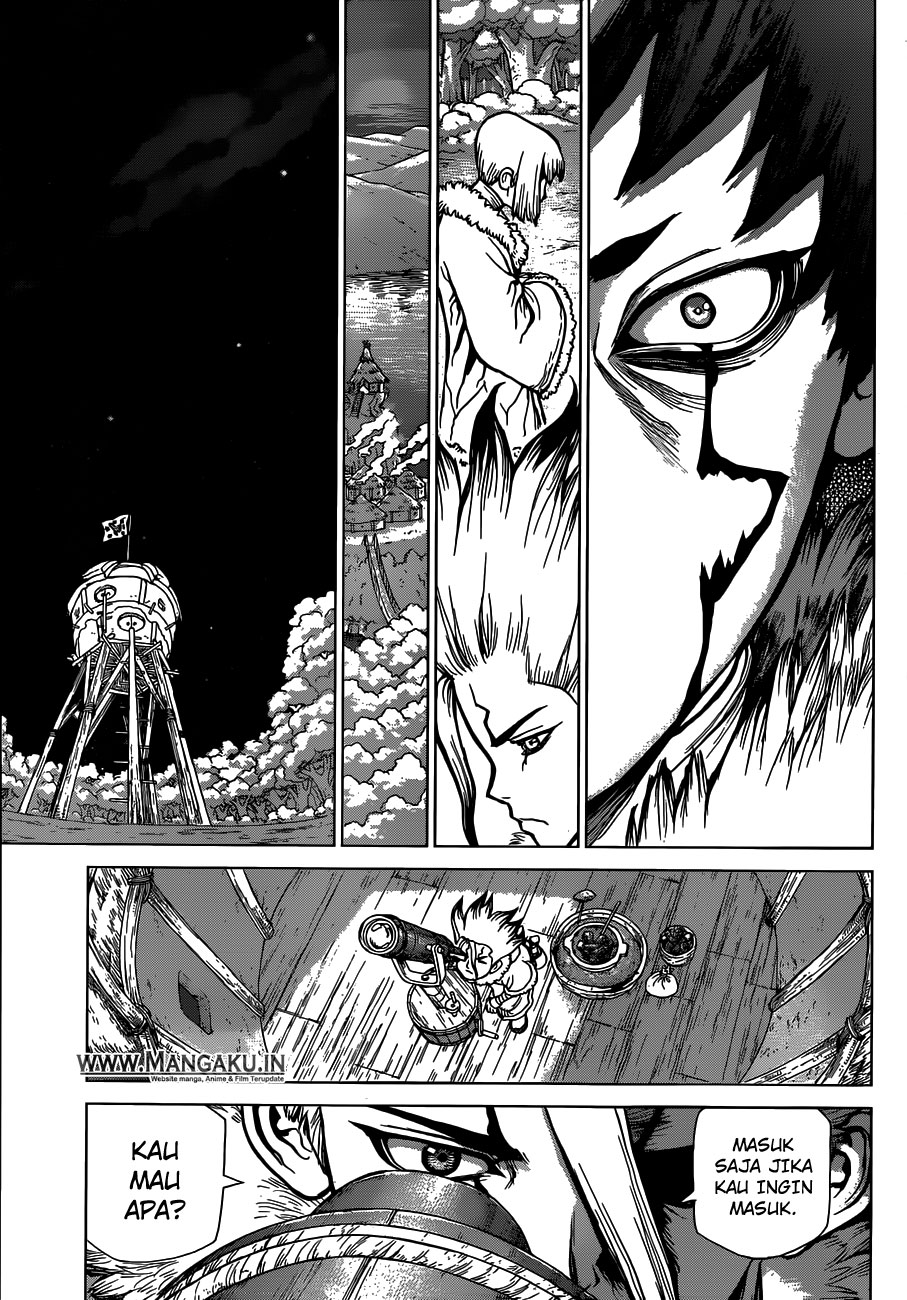 WWW.MANGAKU.IN
Website manga, Anime & Film Terupdate
MASUK
SAJA JIKA
KAU INGIN
MASUK.
KAU
MAU
APA?